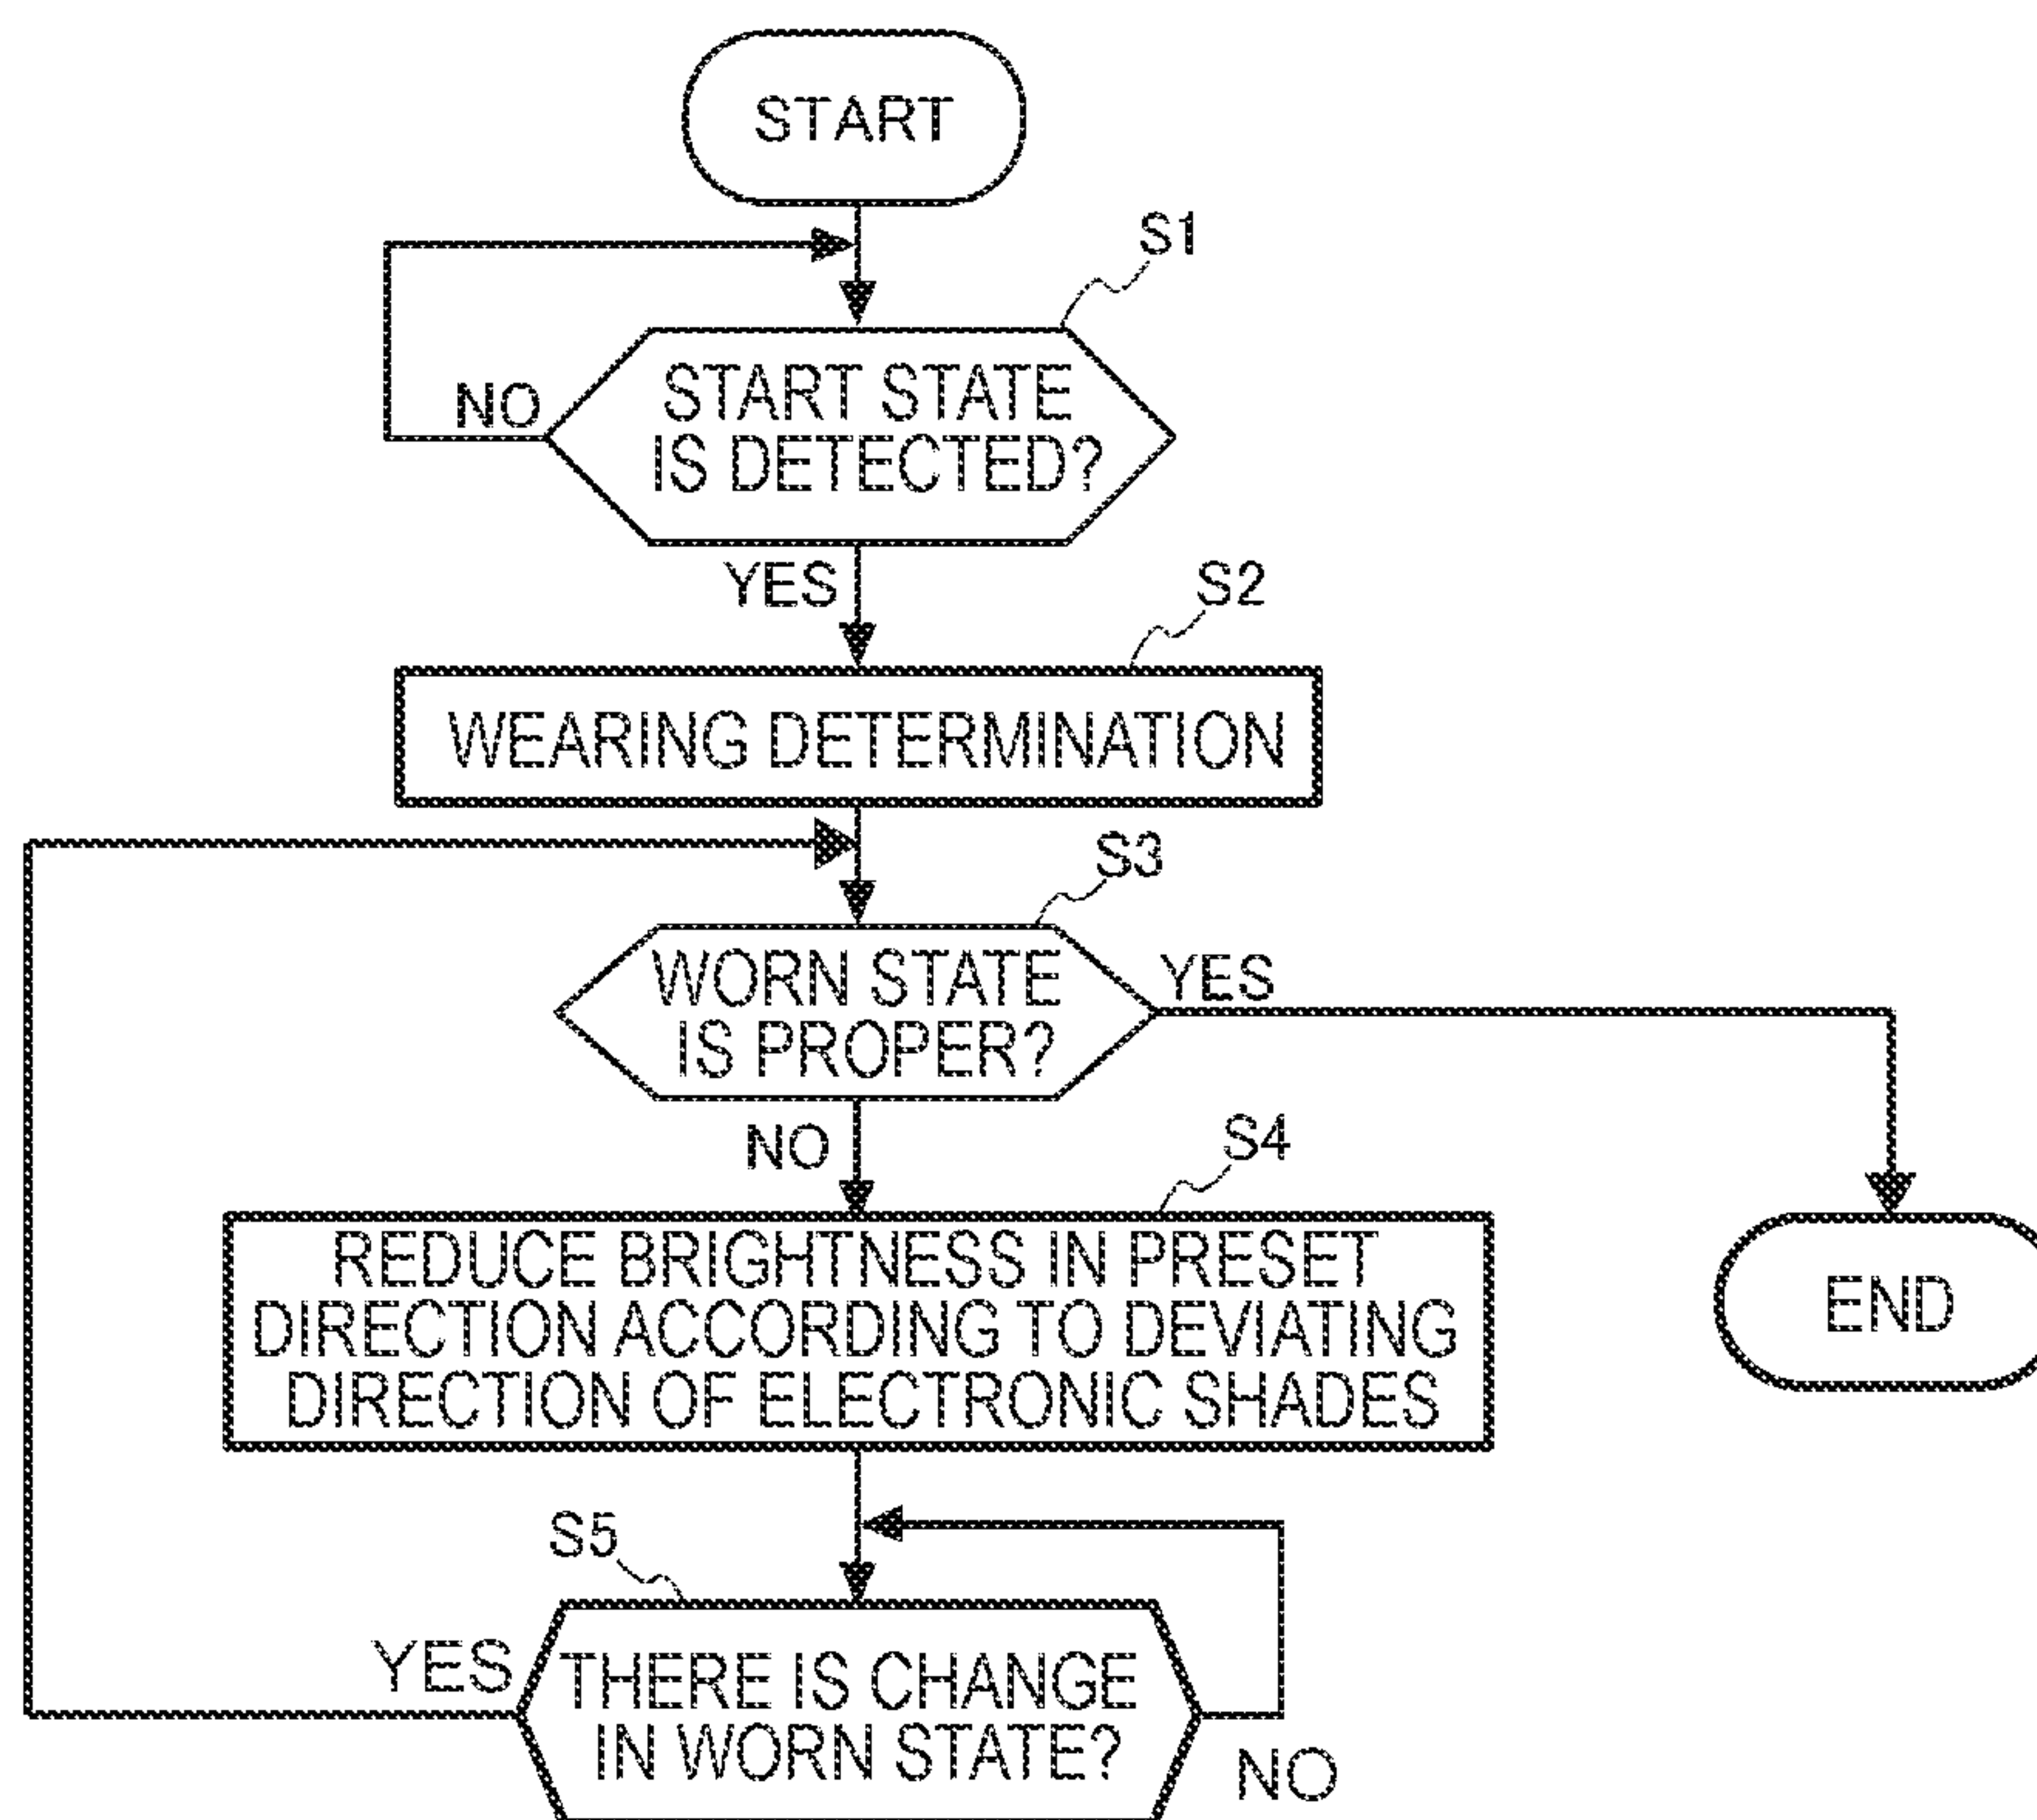 START
S1
NO
START STATE
IS DETECTED?
YES
S2
WEARING DETERMINATION
S3
WORN STATE
IS PROPER?
YES
NO
S4
REDUCE BRIGHTNESS IN PRESET
DIRECTION ACCORDING TO DEVIATING
DIRECTION OF ELECTRONIC SHADES
END
S5
YES
THERE IS CHANGE
IN WORN STATE?
NO